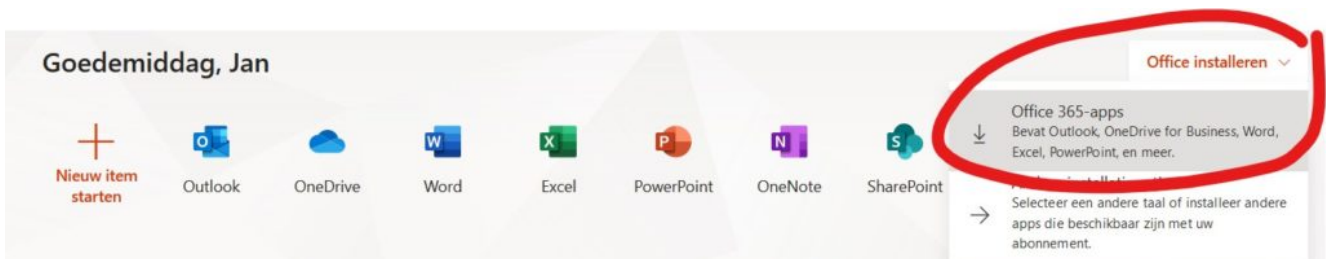 Goedemiddag, Jan
Office installeren
Office 365-apps
Bevat Outlook, OneDrive for Business, Word,
Excel, PowerPoint, en meer.
Nieuw item
starten
Outlook
OneDrive
Word
Excel
PowerPoint
OneNote
SharePoint
Selecteer een andere taal of installeer andere
apps die beschikbaar zijn met uw
abonnement.